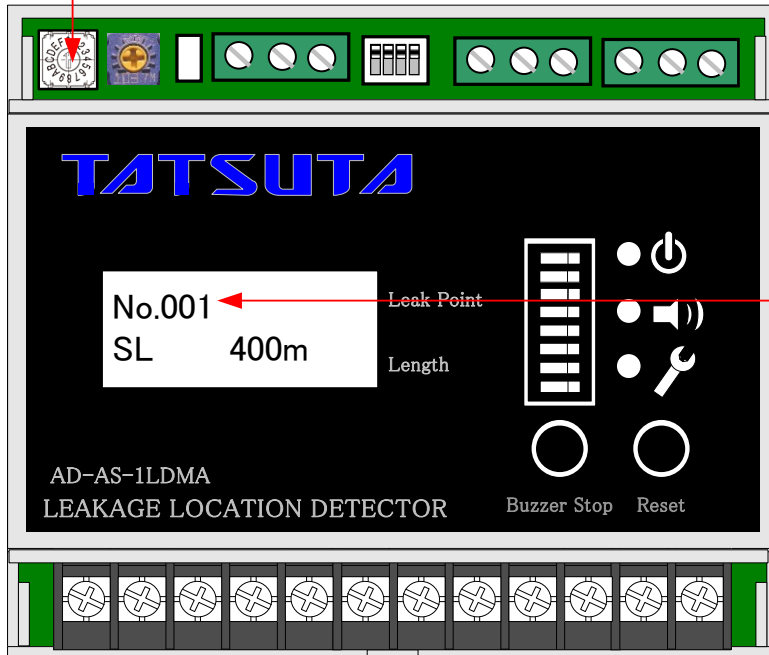 TATSUTA
No.001
Leak Point
SL 400m
Length
AD-AS-1LDMA
LEAKAGE LOCATION DETECTOR
Buzzer Stop Reset